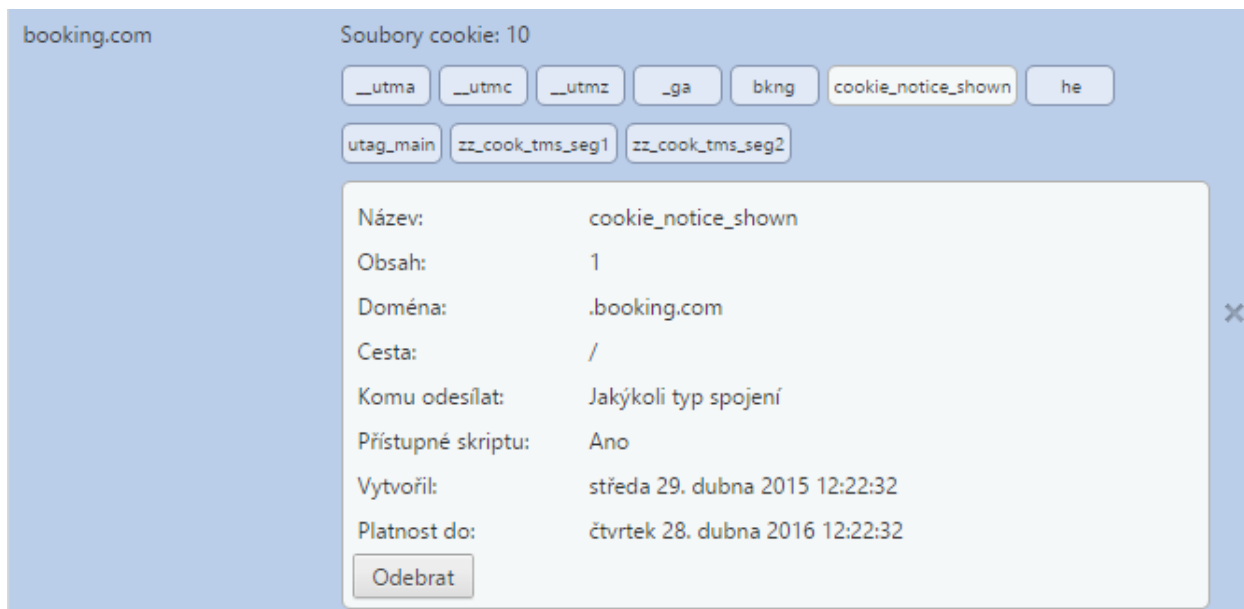 booking.com Soubory cookie: 10
__utma __utmc __utmz _ga bkng cookie_notice_shown he
utag_main zz_cook_tms_seg1 zz_cook_tms_seg2
Název: cookie_notice_shown
Obsah: 1
Doména: .booking.com
Cesta: /
Komu odesílat: Jakýkoli typ spojení
Přístupné skriptu: Ano
Vytvořil: středa 29. dubna 2015 12:22:32
Platnost do: čtvrtek 28. dubna 2016 12:22:32
Odebrat